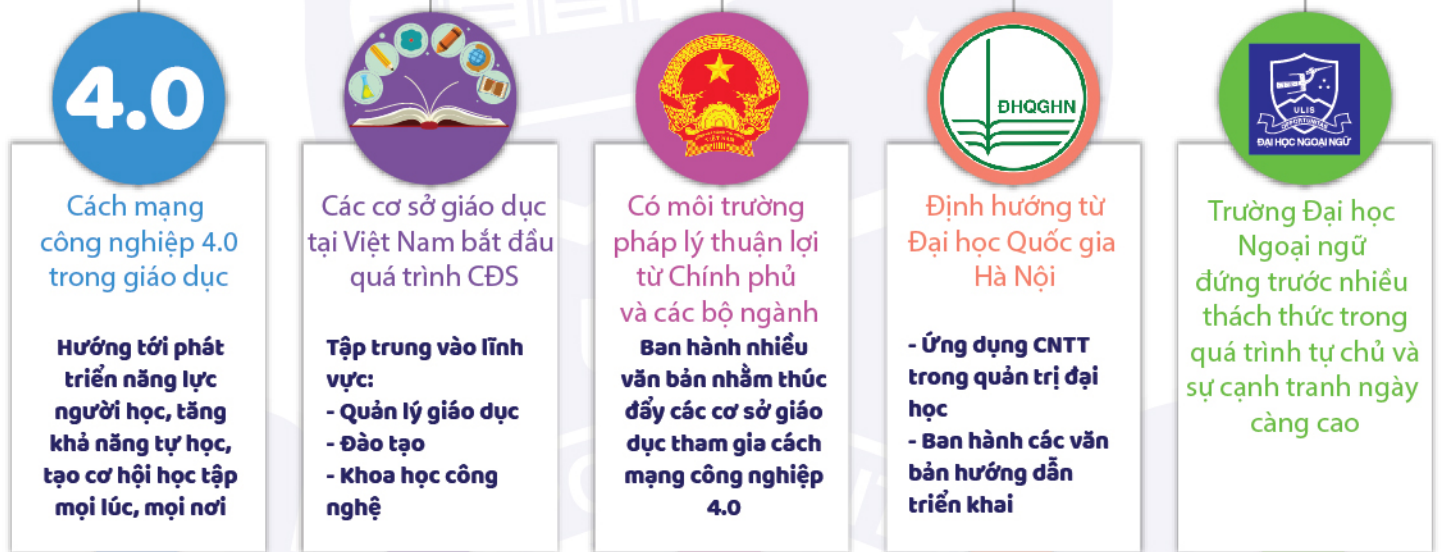 4.0
Cách mạng
công nghiệp 4.0
trong giáo dục
Hướng tới phát
triển năng lực
người học, tăng
khả năng tự học,
tạo cơ hội học tập
mọi lúc, mọi nơi
Các cơ sở giáo dục
tại Việt Nam bắt đầu
quá trình CĐS
Tập trung vào lĩnh
vực:
- Quản lý giáo dục
- Đào tạo
- Khoa học công
nghệ
VIỆT NAM
Có môi trường
pháp lý thuận lợi
từ Chính phủ
và các bộ ngành
Ban hành nhiều
văn bản nhằm thúc
đẩy các cơ sở giáo
dục tham gia cách
mạng công nghiệp
4.0
ĐHQGHN
Định hướng từ
Đại học Quốc gia
Hà Nội
- Ứng dụng CNTT
trong quản trị đại
học
- Ban hành các văn
bản hướng dẫn
triển khai
ULIS
OPPORTUNITAS
ĐẠI HỌC NGOẠI NGỮ
Trường Đại học
Ngoại ngữ
đứng trước nhiều
thách thức trong
quá trình tự chủ và
sự cạnh tranh ngày
càng cao